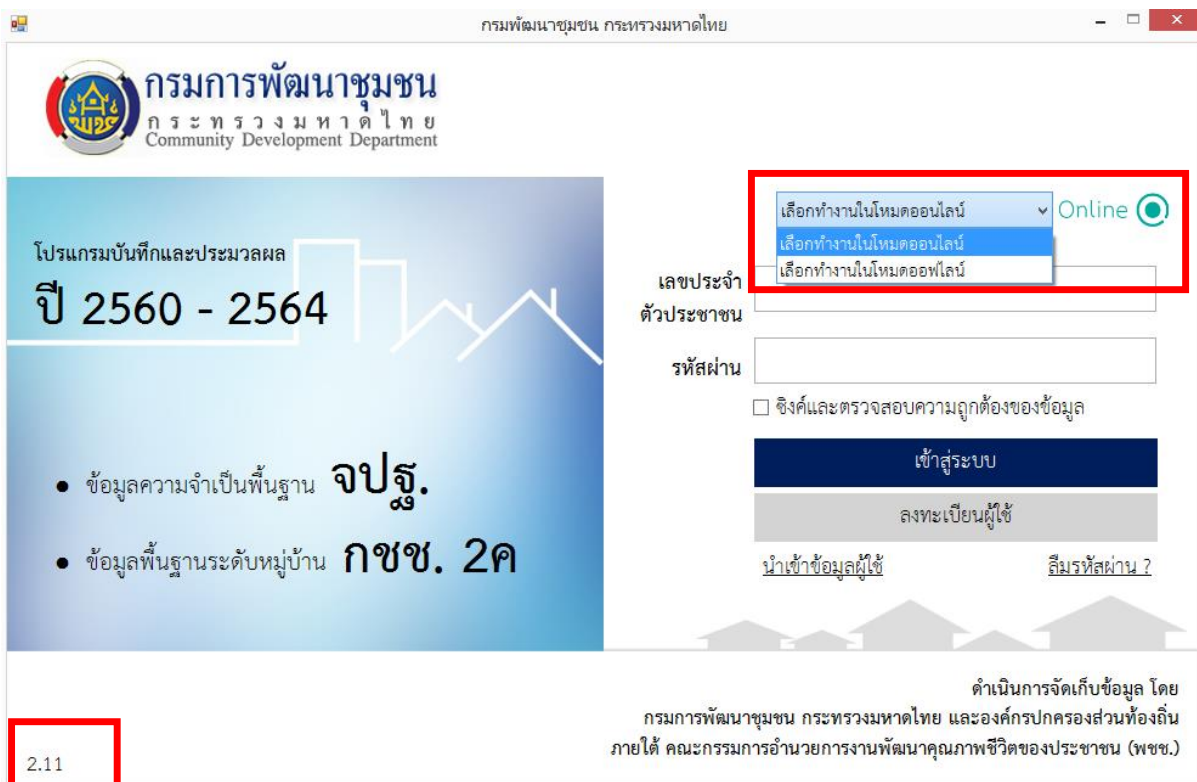 กรมพัฒนาชุมชน กระทรวงมหาดไทย
กรมการพัฒนาชุมชน
กระทรวงมหาดไทย
Community Development Department
เลือกทำงานในโหมดออนไลน์
Online
เลือกทำงานในโหมดออนไลน์
เลือกทำงานในโหมดออฟไลน์
โปรแกรมบันทึกและประมวลผล
ปี 2560 - 2564
เลขประจำ
ตัวประชาชน
รหัสผ่าน
ซิงค์และตรวจสอบความถูกต้องของข้อมูล
เข้าสู่ระบบ
ลงทะเบียนผู้ใช้
นำเข้าข้อมูลผู้ใช้
ลืมรหัสผ่าน ?
• ข้อมูลความจำเป็นพื้นฐาน จปฐ.
• ข้อมูลพื้นฐานระดับหมู่บ้าน กชช. 2ค
ดำเนินการจัดเก็บข้อมูล โดย
กรมการพัฒนาชุมชน กระทรวงมหาดไทย และองค์กรปกครองส่วนท้องถิ่น
ภายใต้ คณะกรรมการอำนวยการงานพัฒนาคุณภาพชีวิตของประชาชน (พชช.)
2.11